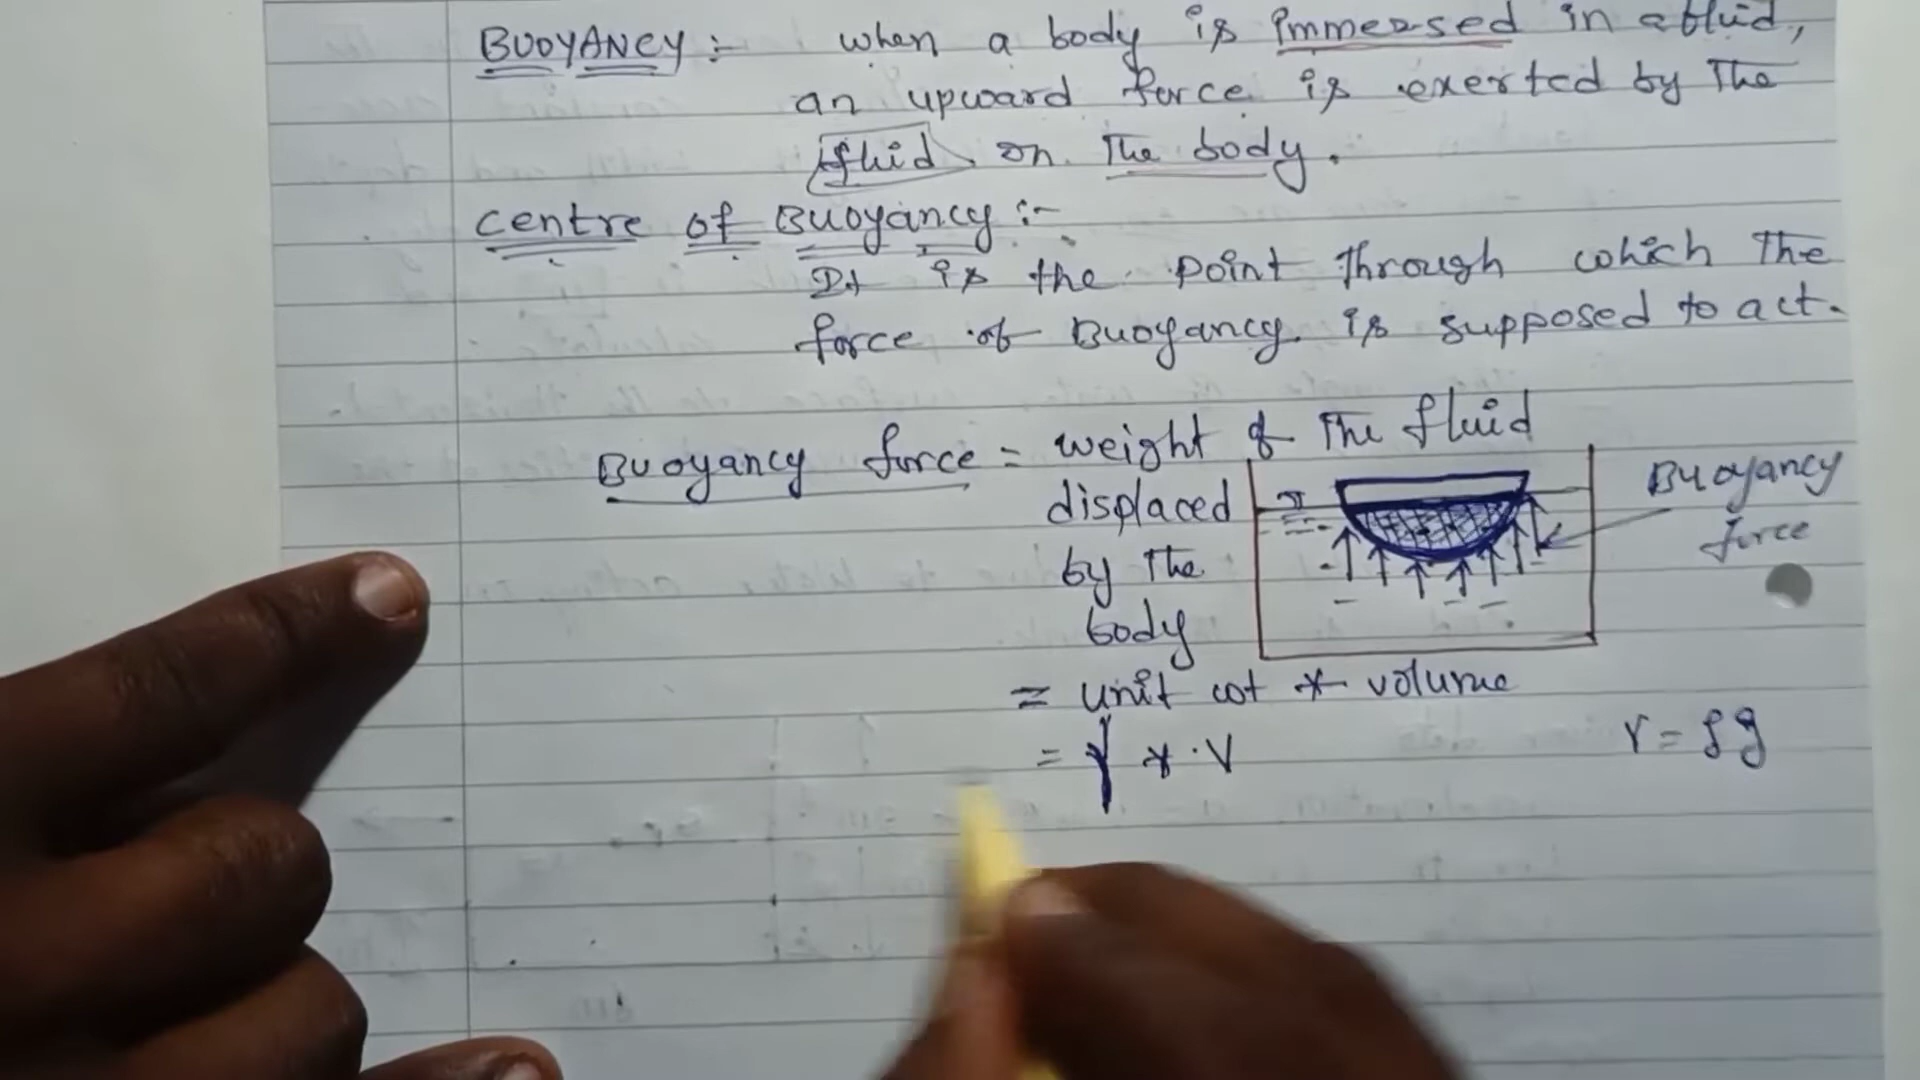 BUOYANCY :- when a body is immersed in a fluid,
an upward force is exerted by The
fluid on The body.
centre of Buoyancy :-
It is the point through which The
force of Buoyancy is supposed to act.
Buoyancy force = weight of The fluid
displaced
by The
body
Buoyancy
force
= unit wt * volume
= γ * V
γ = ρg